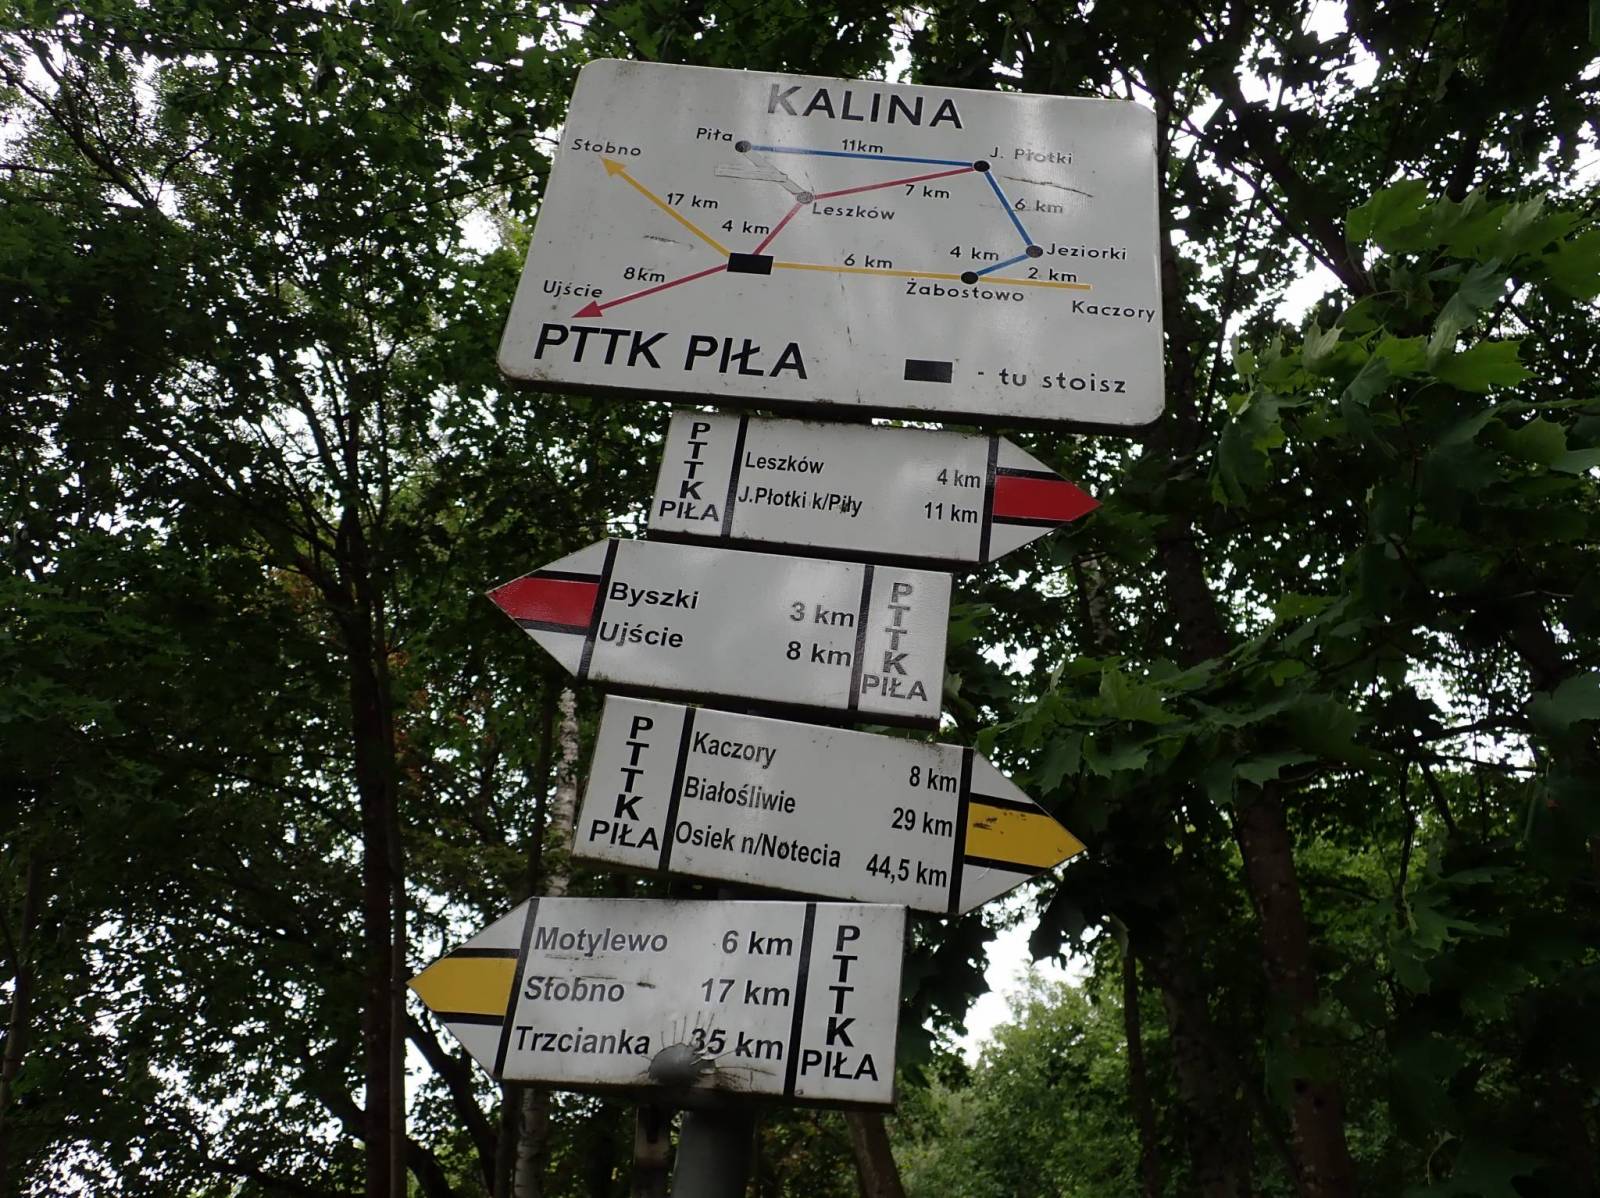 KALINA
Stobno
Piła
11km
J. Płotki
17 km
4 km
Leszków
7 km
6 km
Ujście
8km
6 km
4 km
Jeziorki
2 km
Żabostowo
Kaczory
PTTK PIŁA
- tu stoisz
PTTK
PIŁA
Leszków 4 km
J.Płotki k/Piły 11 km
Byszki 3 km
Ujście 8 km
PTTK
PIŁA
PTTK
PIŁA
Kaczory 8 km
Białośliwie 29 km
Osiek n/Notecia 44,5 km
Motylewo 6 km
Stobno 17 km
Trzcianka 35 km
PTTK
PIŁA